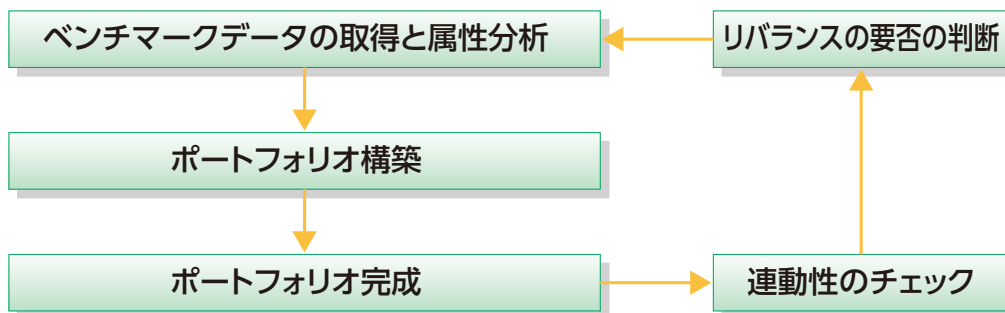 ベンチマークデータの取得と属性分析
リバランスの要否の判断
ポートフォリオ構築
ポートフォリオ完成
連動性のチェック